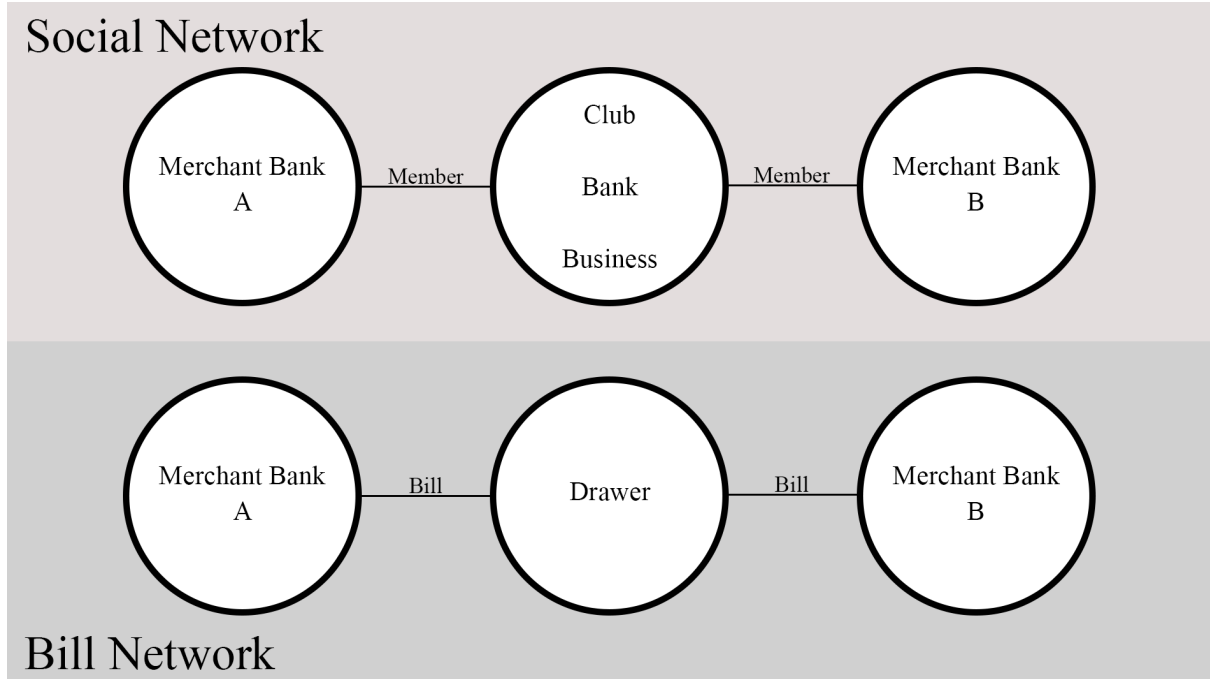 Social Network
Merchant Bank
A
Member
Club
Bank
Business
Member
Merchant Bank
B
Merchant Bank
A
Bill
Drawer
Bill
Merchant Bank
B
Bill Network